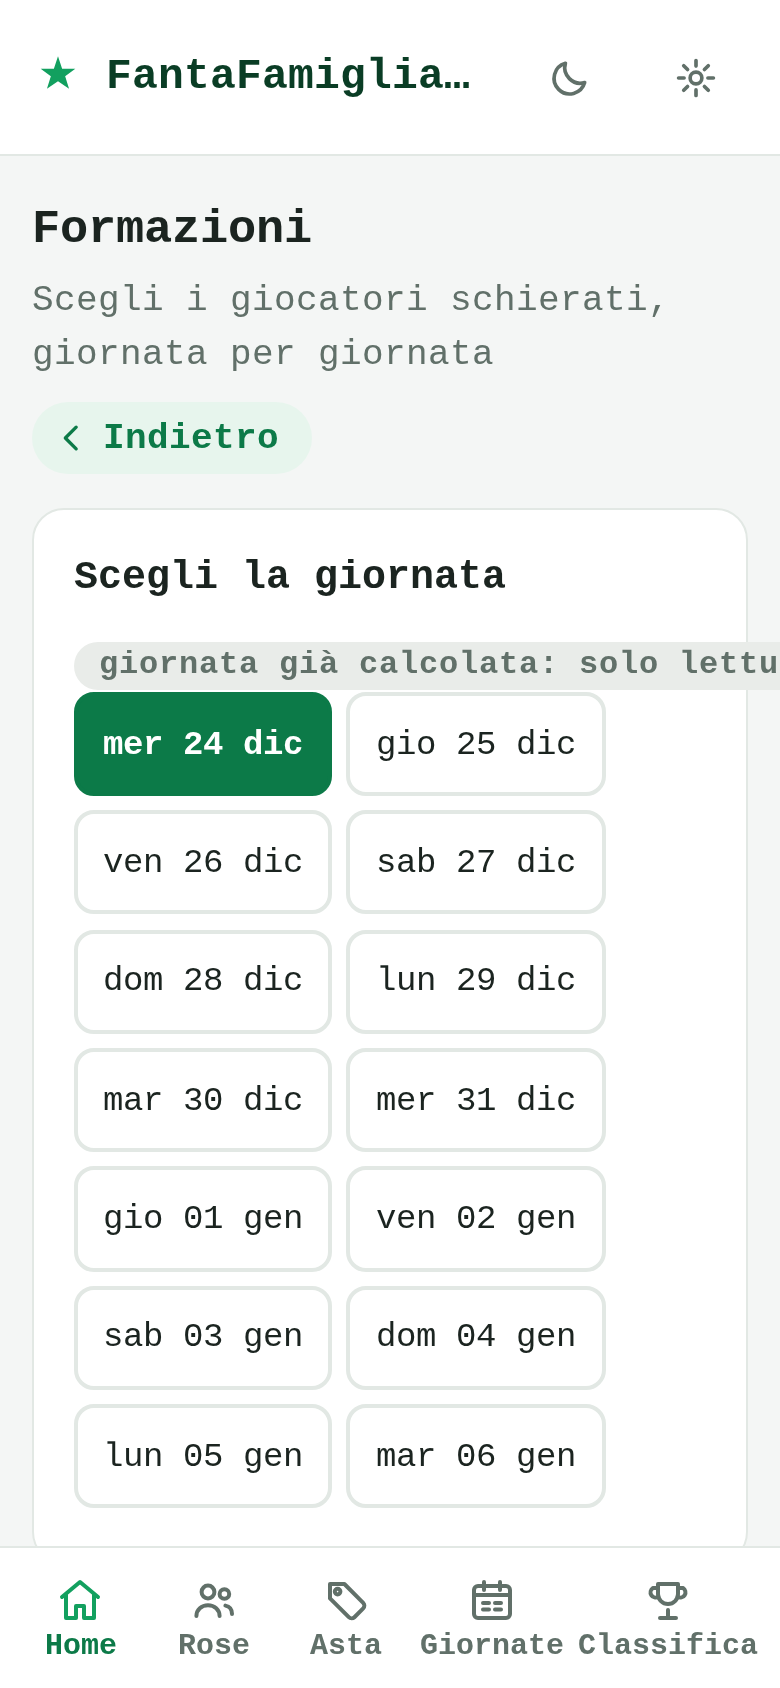 FantaFamiglia…
Formazioni
Scegli i giocatori schierati,
giornata per giornata
Indietro
Scegli la giornata
giornata già calcolata: solo lettu
mer 24 dic
gio 25 dic
ven 26 dic
sab 27 dic
dom 28 dic
lun 29 dic
mar 30 dic
mer 31 dic
gio 01 gen
ven 02 gen
sab 03 gen
dom 04 gen
lun 05 gen
mar 06 gen
Home
Rose
Asta
Giornate
Classifica